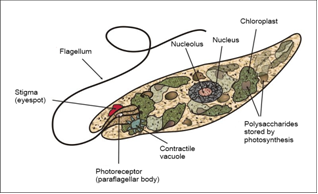 Chloroplast
Nucleolus
Nucleus
Flagellum
Stigma
(eyespot)
Polysaccharides
stored by
photosynthesis
Contractile
vacuole
Photoreceptor
(paraflagellar body)